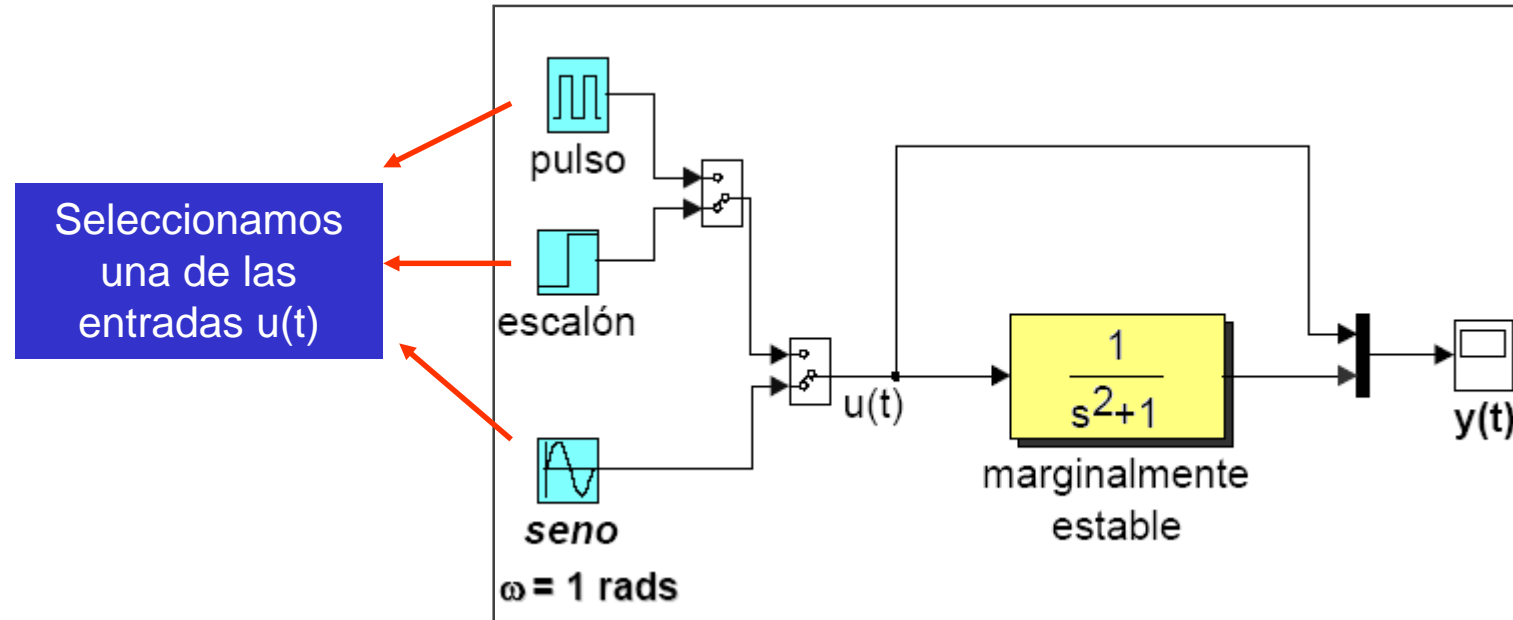 Seleccionamos
una de las
entradas u(t)
pulso
escalón
seno
ω = 1 rads
u(t)
1
s²+1
marginalmente
estable
y(t)